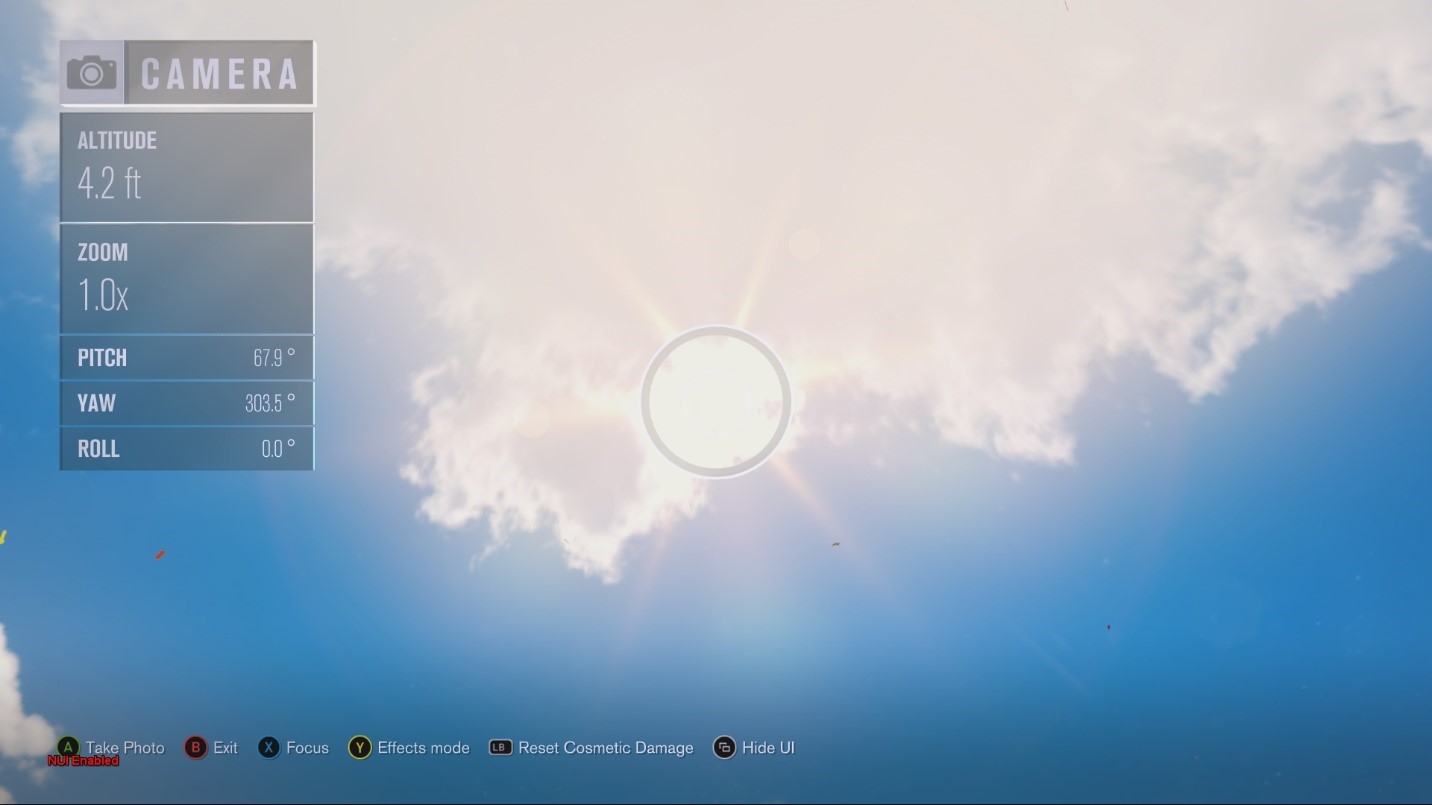 CAMERA
ALTITUDE
4.2 ft
ZOOM
1.0x
PITCH 67.9 °
YAW 303.5 °
ROLL 0.0 °
A Take Photo B Exit X Focus Y Effects mode LB Reset Cosmetic Damage Hide UI
NUI Enabled